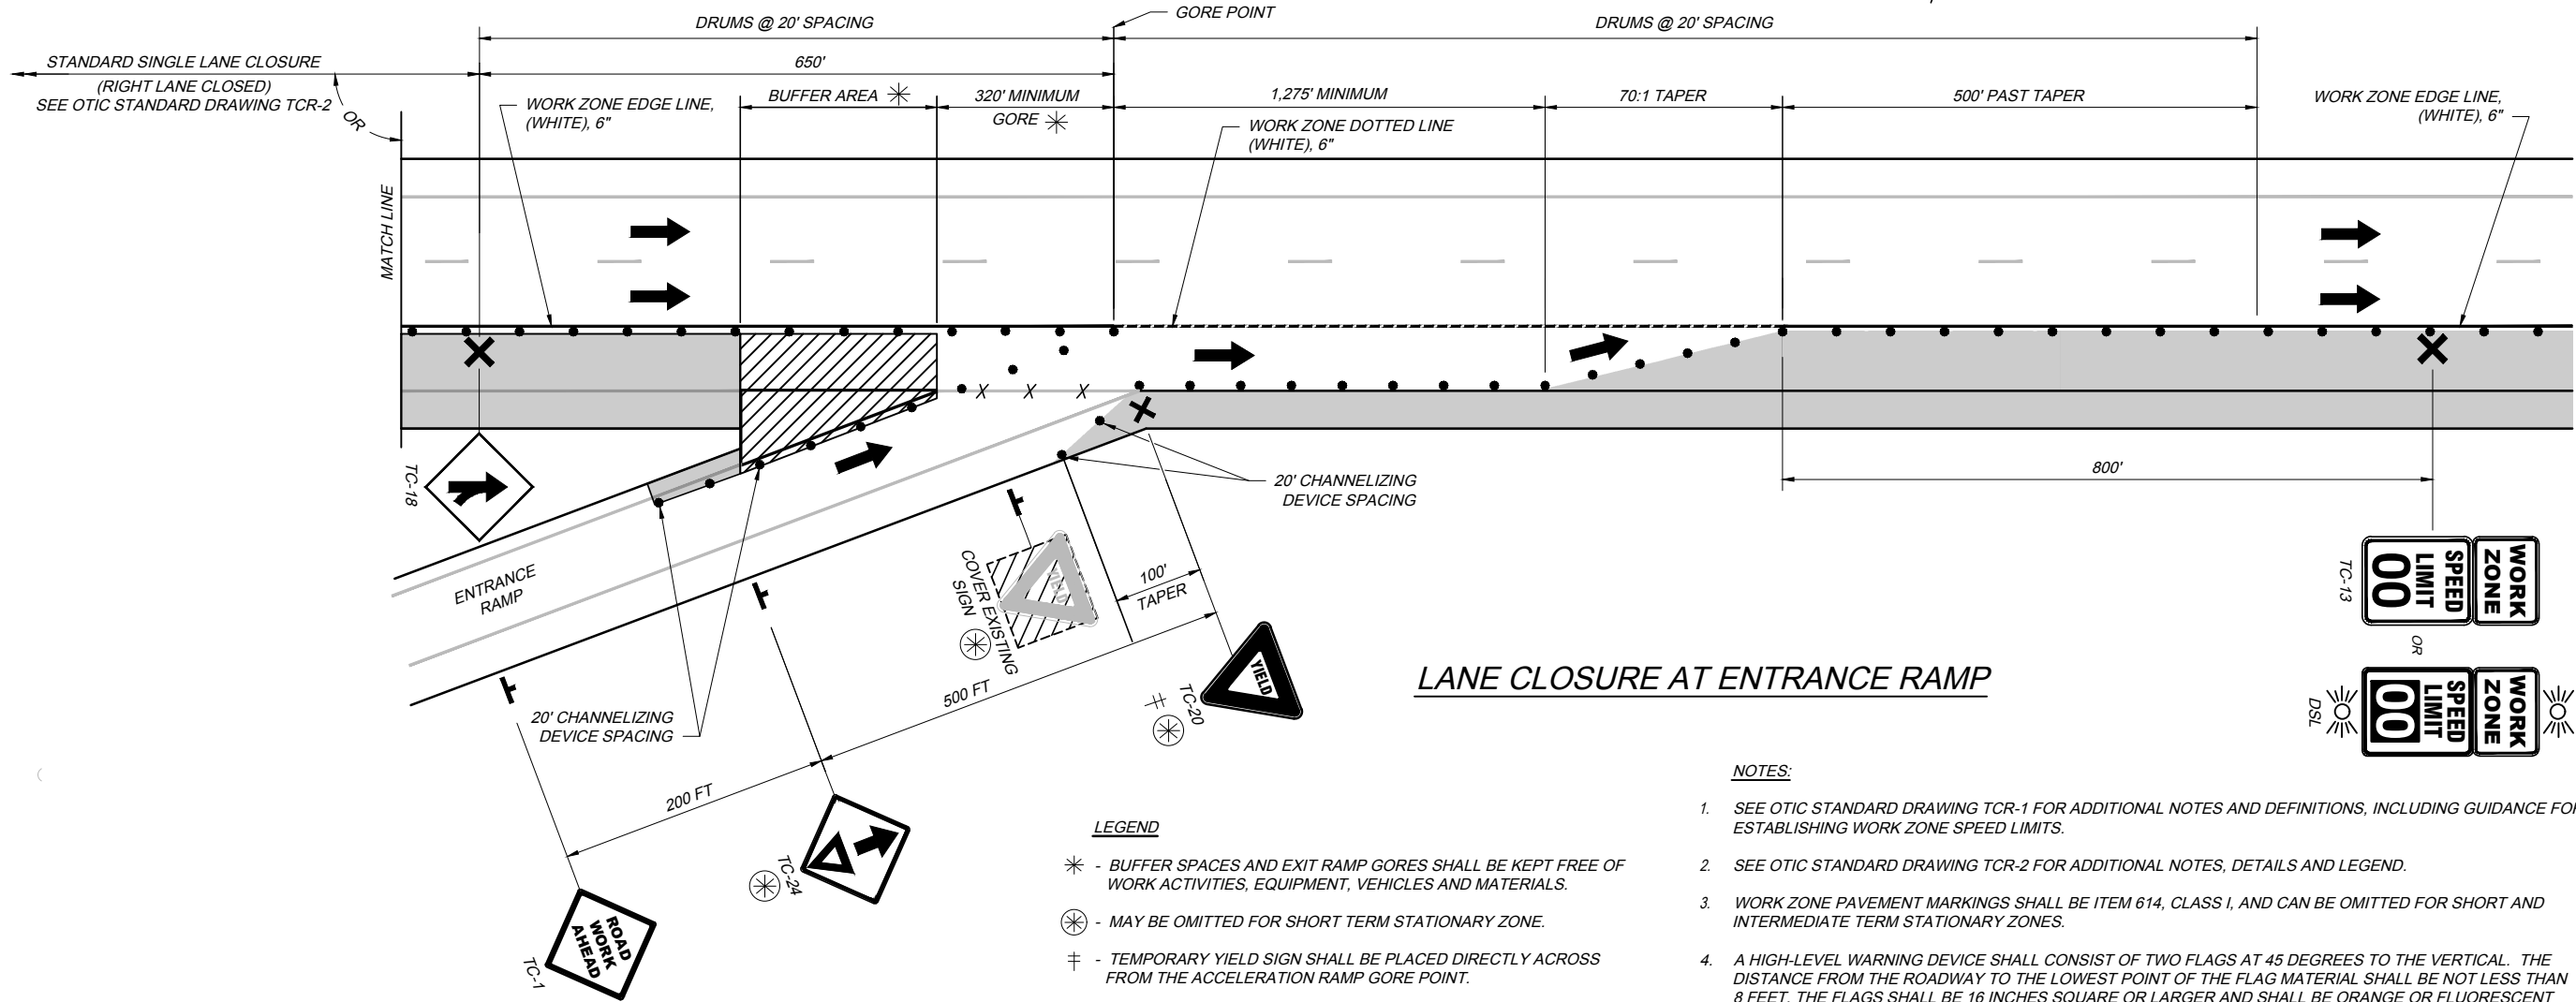 DRUMS @ 20' SPACING
GORE POINT
DRUMS @ 20' SPACING
STANDARD SINGLE LANE CLOSURE
(RIGHT LANE CLOSED)
SEE OTIC STANDARD DRAWING TCR-2
OR
650'
WORK ZONE EDGE LINE,
(WHITE), 6"
BUFFER AREA
320' MINIMUM
GORE
1,275' MINIMUM
WORK ZONE DOTTED LINE
(WHITE), 6"
70:1 TAPER
500' PAST TAPER
WORK ZONE EDGE LINE,
(WHITE), 6"
MATCH LINE
X X X
TC-18
ENTRANCE
RAMP
20' CHANNELIZING
DEVICE SPACING
20' CHANNELIZING
DEVICE SPACING
COVER EXISTING
SIGN
YIELD
100'
TAPER
500 FT
200 FT
YIELD
TC-20
TC-24
ROAD
WORK
AHEAD
TC-1
800'
WORK
ZONE
SPEED
LIMIT
00
TC-13
OR
WORK
ZONE
SPEED
LIMIT
00
DSL
LANE CLOSURE AT ENTRANCE RAMP
LEGEND
- BUFFER SPACES AND EXIT RAMP GORES SHALL BE KEPT FREE OF
WORK ACTIVITIES, EQUIPMENT, VEHICLES AND MATERIALS.
- MAY BE OMITTED FOR SHORT TERM STATIONARY ZONE.
- TEMPORARY YIELD SIGN SHALL BE PLACED DIRECTLY ACROSS
FROM THE ACCELERATION RAMP GORE POINT.
NOTES:
1. SEE OTIC STANDARD DRAWING TCR-1 FOR ADDITIONAL NOTES AND DEFINITIONS, INCLUDING GUIDANCE FOR
ESTABLISHING WORK ZONE SPEED LIMITS.
2. SEE OTIC STANDARD DRAWING TCR-2 FOR ADDITIONAL NOTES, DETAILS AND LEGEND.
3. WORK ZONE PAVEMENT MARKINGS SHALL BE ITEM 614, CLASS I, AND CAN BE OMITTED FOR SHORT AND
INTERMEDIATE TERM STATIONARY ZONES.
4. A HIGH-LEVEL WARNING DEVICE SHALL CONSIST OF TWO FLAGS AT 45 DEGREES TO THE VERTICAL. THE
DISTANCE FROM THE ROADWAY TO THE LOWEST POINT OF THE FLAG MATERIAL SHALL BE NOT LESS THAN
8 FEET. THE FLAGS SHALL BE 16 INCHES SQUARE OR LARGER AND SHALL BE ORANGE OR FLUORESCENT